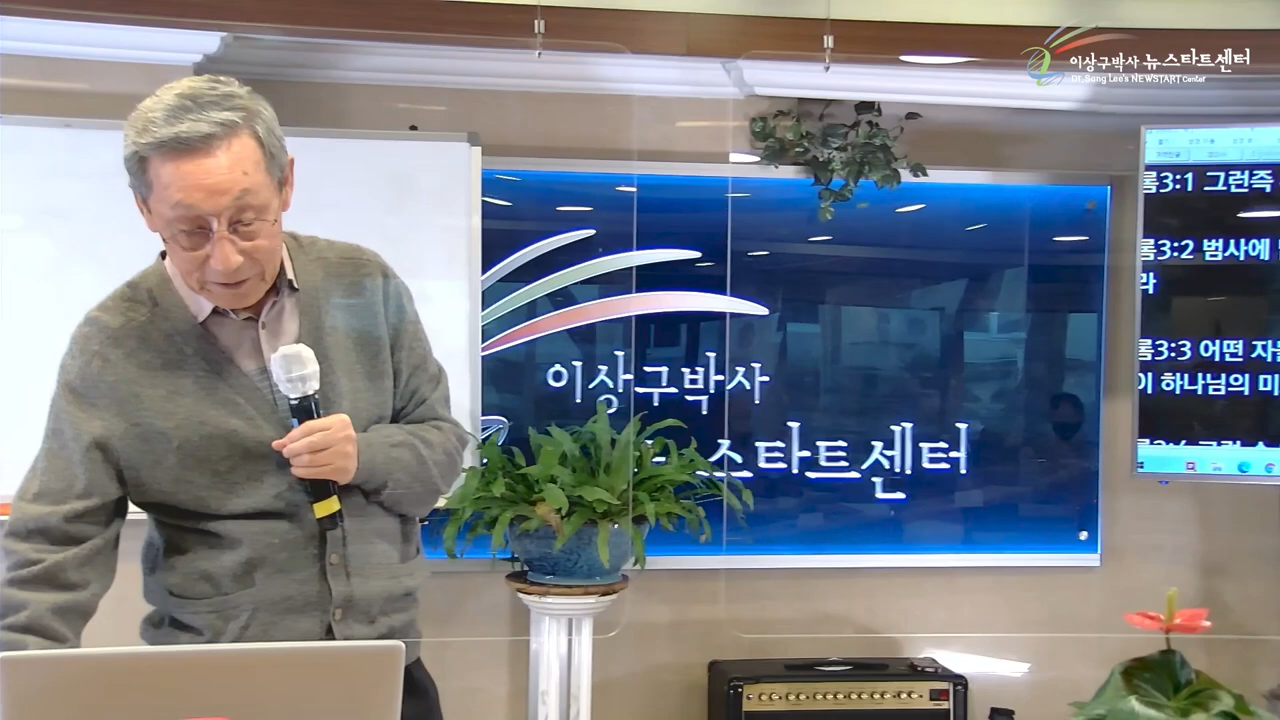 이상구박사 뉴스타트센터
Dr. Sang Lee's NEWSTART Center
이상구박사
스타트센터
롬3:1 그런즉
롬3:2 범사에
라
롬3:3 어떤 자
이 하나님의 미